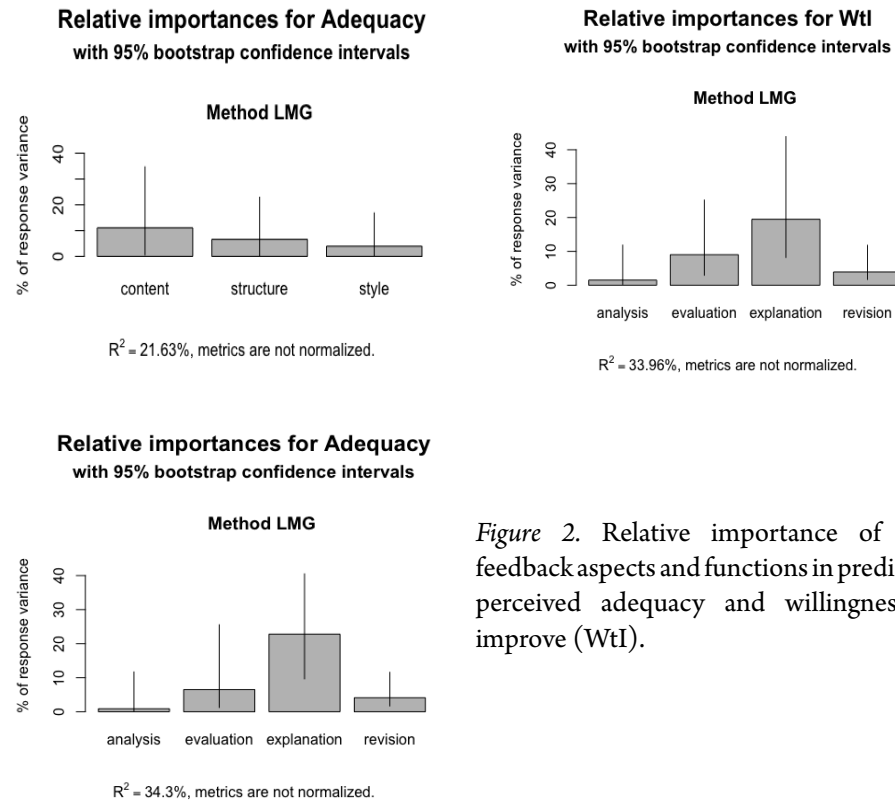 Relative importances for Adequacy
with 95% bootstrap confidence intervals
Method LMG
% of response variance
40
20
0
content structure style
R² = 21.63%, metrics are not normalized.
Relative importances for WtI
with 95% bootstrap confidence intervals
Method LMG
% of response variance
40
30
20
10
0
analysis evaluation explanation revision
R² = 33.96%, metrics are not normalized.
Relative importances for Adequacy
with 95% bootstrap confidence intervals
Method LMG
% of response variance
40
30
20
10
0
analysis evaluation explanation revision
R² = 34.3%, metrics are not normalized.
Figure 2. Relative importance of
feedback aspects and functions in predi
perceived adequacy and willingnes
improve (WtI).